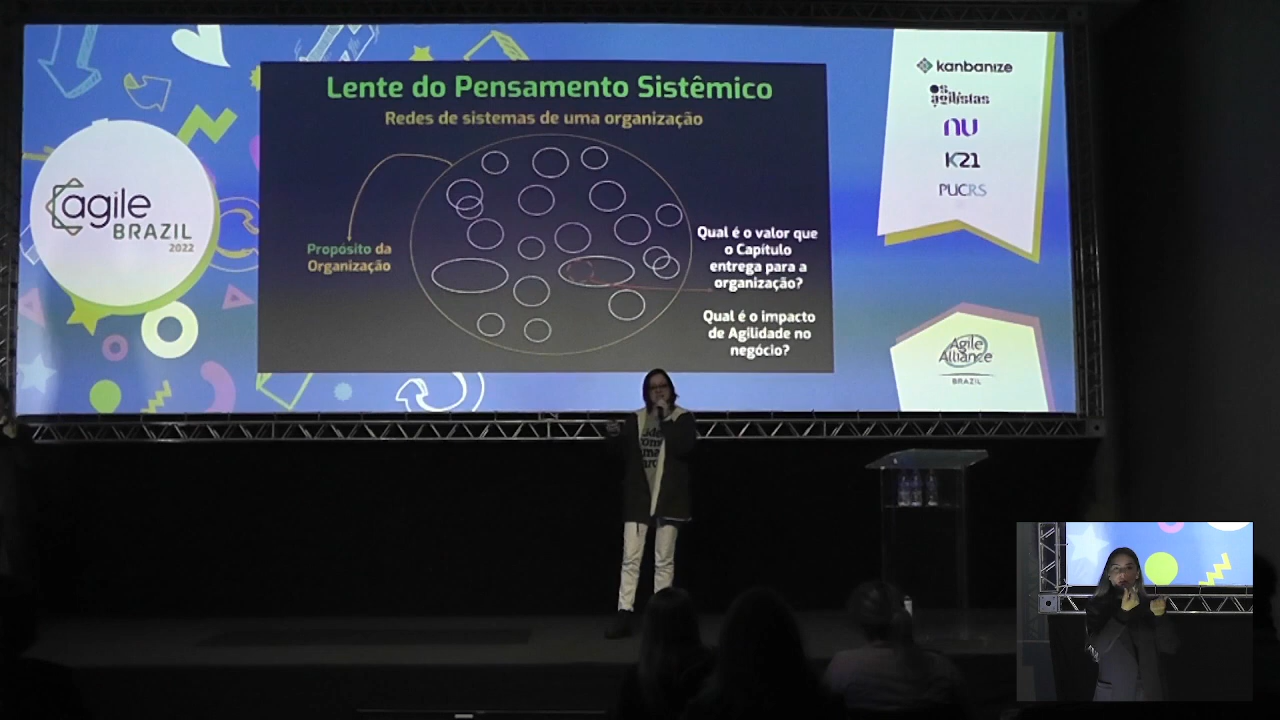 Lente do Pensamento Sistêmico
Redes de sistemas de uma organização
Propósito da
Organização
Qual é o valor que
o Capítulo
entrega para a
organização?
Qual é o impacto
de Agilidade no
negócio?
agile
BRAZIL
2022
kanbanize
Os
agilistas
nu
K21
PUCRS
Agile
Alliance
BRAZIL